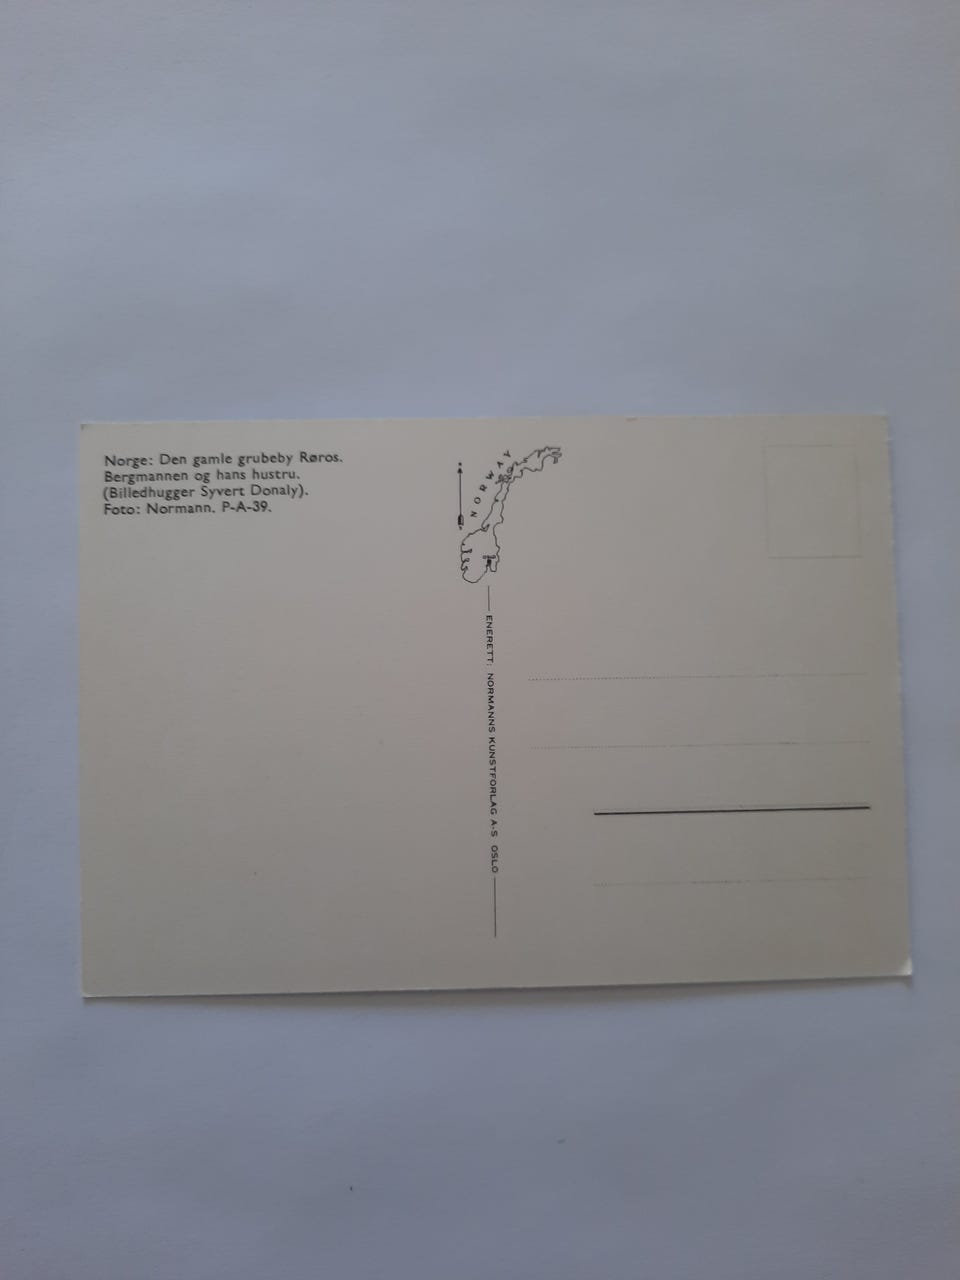 Norge: Den gamle grubeby Røros.
Bergmannen og hans hustru.
(Billedhugger Syvert Donaly).
Foto: Normann. P-A-39.
NORWAY
ENERETT: NORMANNS KUNSTFORLAG A-S OSLO